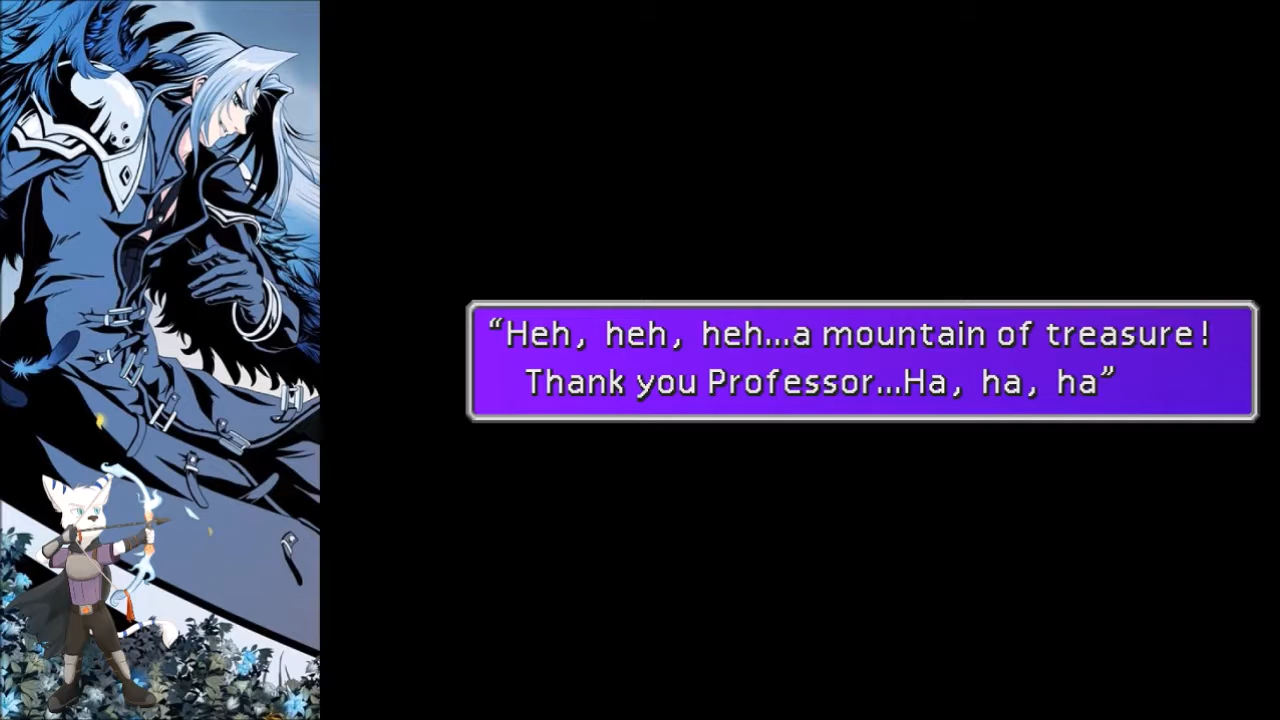 “Heh, heh, heh...a mountain of treasure!
Thank you Professor...Ha, ha, ha”